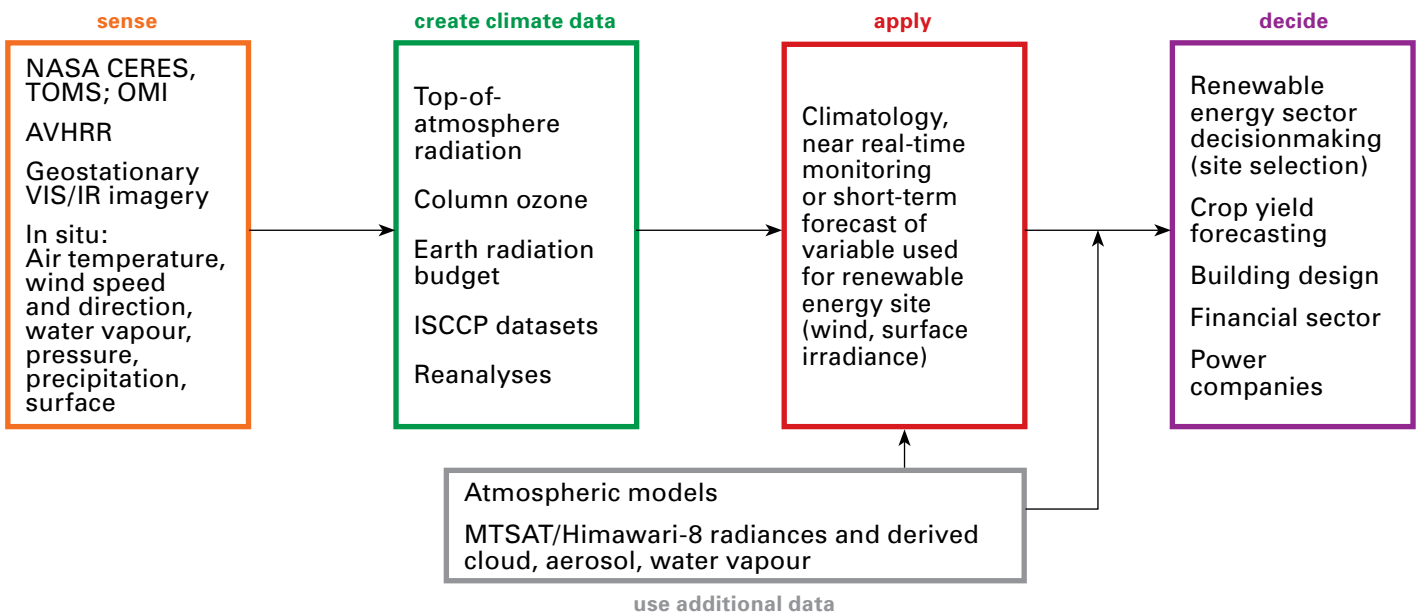 sense
NASA CERES,
TOMS; OMI
AVHRR
Geostationary
VIS/IR imagery
In situ:
Air temperature,
wind speed
and direction,
water vapour,
pressure,
precipitation,
surface
create climate data
Top-of-
atmosphere
radiation
Column ozone
Earth radiation
budget
ISCCP datasets
Reanalyses
apply
Climatology,
near real-time
monitoring
or short-term
forecast of
variable used
for renewable
energy site
(wind, surface
irradiance)
decide
Renewable
energy sector
decisionmaking
(site selection)
Crop yield
forecasting
Building design
Financial sector
Power
companies
Atmospheric models
MTSAT/Himawari-8 radiances and derived
cloud, aerosol, water vapour
use additional data